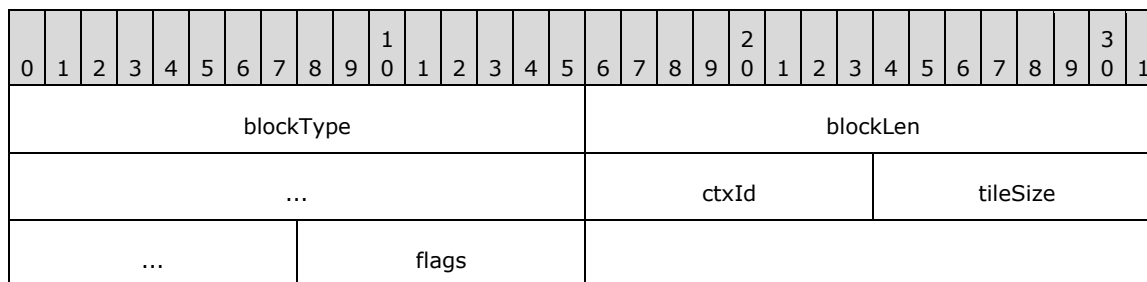 1 2 3
0 1 2 3 4 5 6 7 8 9 0 1 2 3 4 5 6 7 8 9 0 1 2 3 4 5 6 7 8 9 0 1
blockType blockLen
... ctxId tileSize
... flags